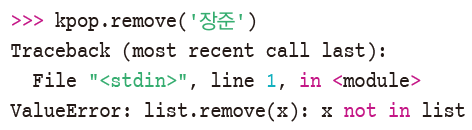 >>> kpop.remove('장준')
Traceback (most recent call last):
  File "<stdin>", line 1, in <module>
ValueError: list.remove(x): x not in list